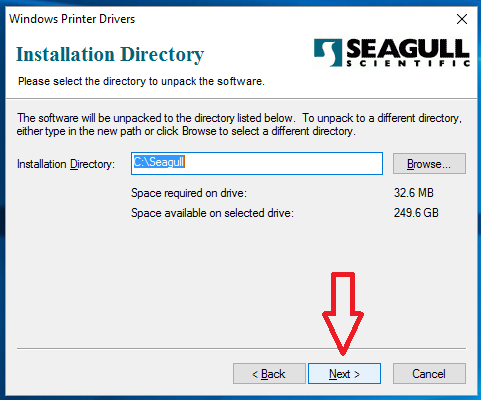 Windows Printer Drivers
Installation Directory
SEAGULL
SCIENTIFIC
Please select the directory to unpack the software.
The software will be unpacked to the directory listed below. To unpack to a different directory,
either type in the new path or click Browse to select a different directory.
Installation Directory: C:\Seagull Browse...
Space required on drive: 32.6 MB
Space available on selected drive: 249.6 GB
< Back Next > Cancel